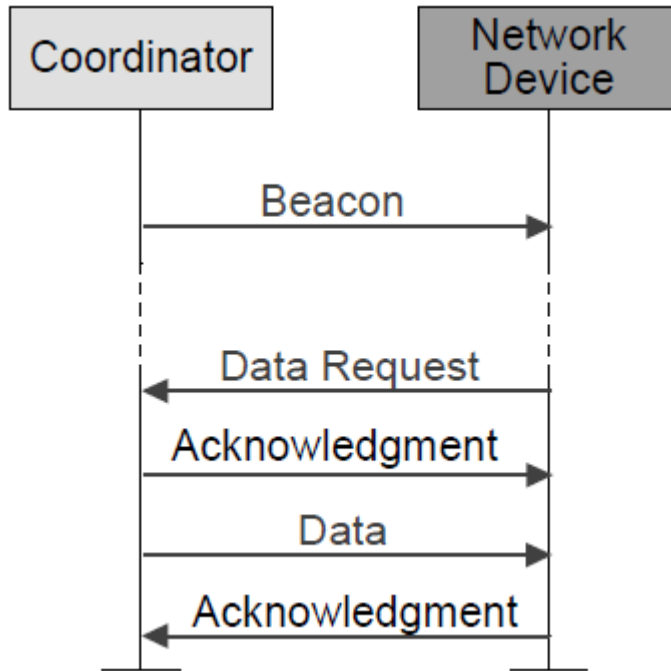 Coordinator
Network
Device
Beacon
Data Request
Acknowledgment
Data
Acknowledgment